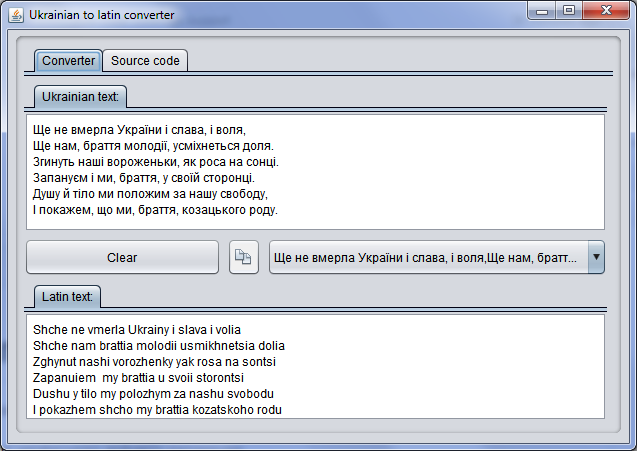 Ukrainian to latin converter
Converter
Source code
Ukrainian text:
Ще не вмерла України і слава, і воля,
Ще нам, браття молодії, усміхнеться доля.
Згинуть наші вороженьки, як роса на сонці.
Запануєм і ми, браття, у своїй сторонці.
Душу й тіло ми положим за нашу свободу,
І покажем, що ми, браття, козацького роду.
Clear
Ще не вмерла України і слава, і воля,Ще нам, братт...
Latin text:
Shche ne vmerla Ukrainy i slava i volia
Shche nam brattia molodii usmikhnetsia dolia
Zghynut nashi vorozhenky yak rosa na sontsi
Zapanuiem  my brattia u svoii storontsi
Dushu y tilo my polozhym za nashu svobodu
I pokazhem shcho my brattia kozatskoho rodu